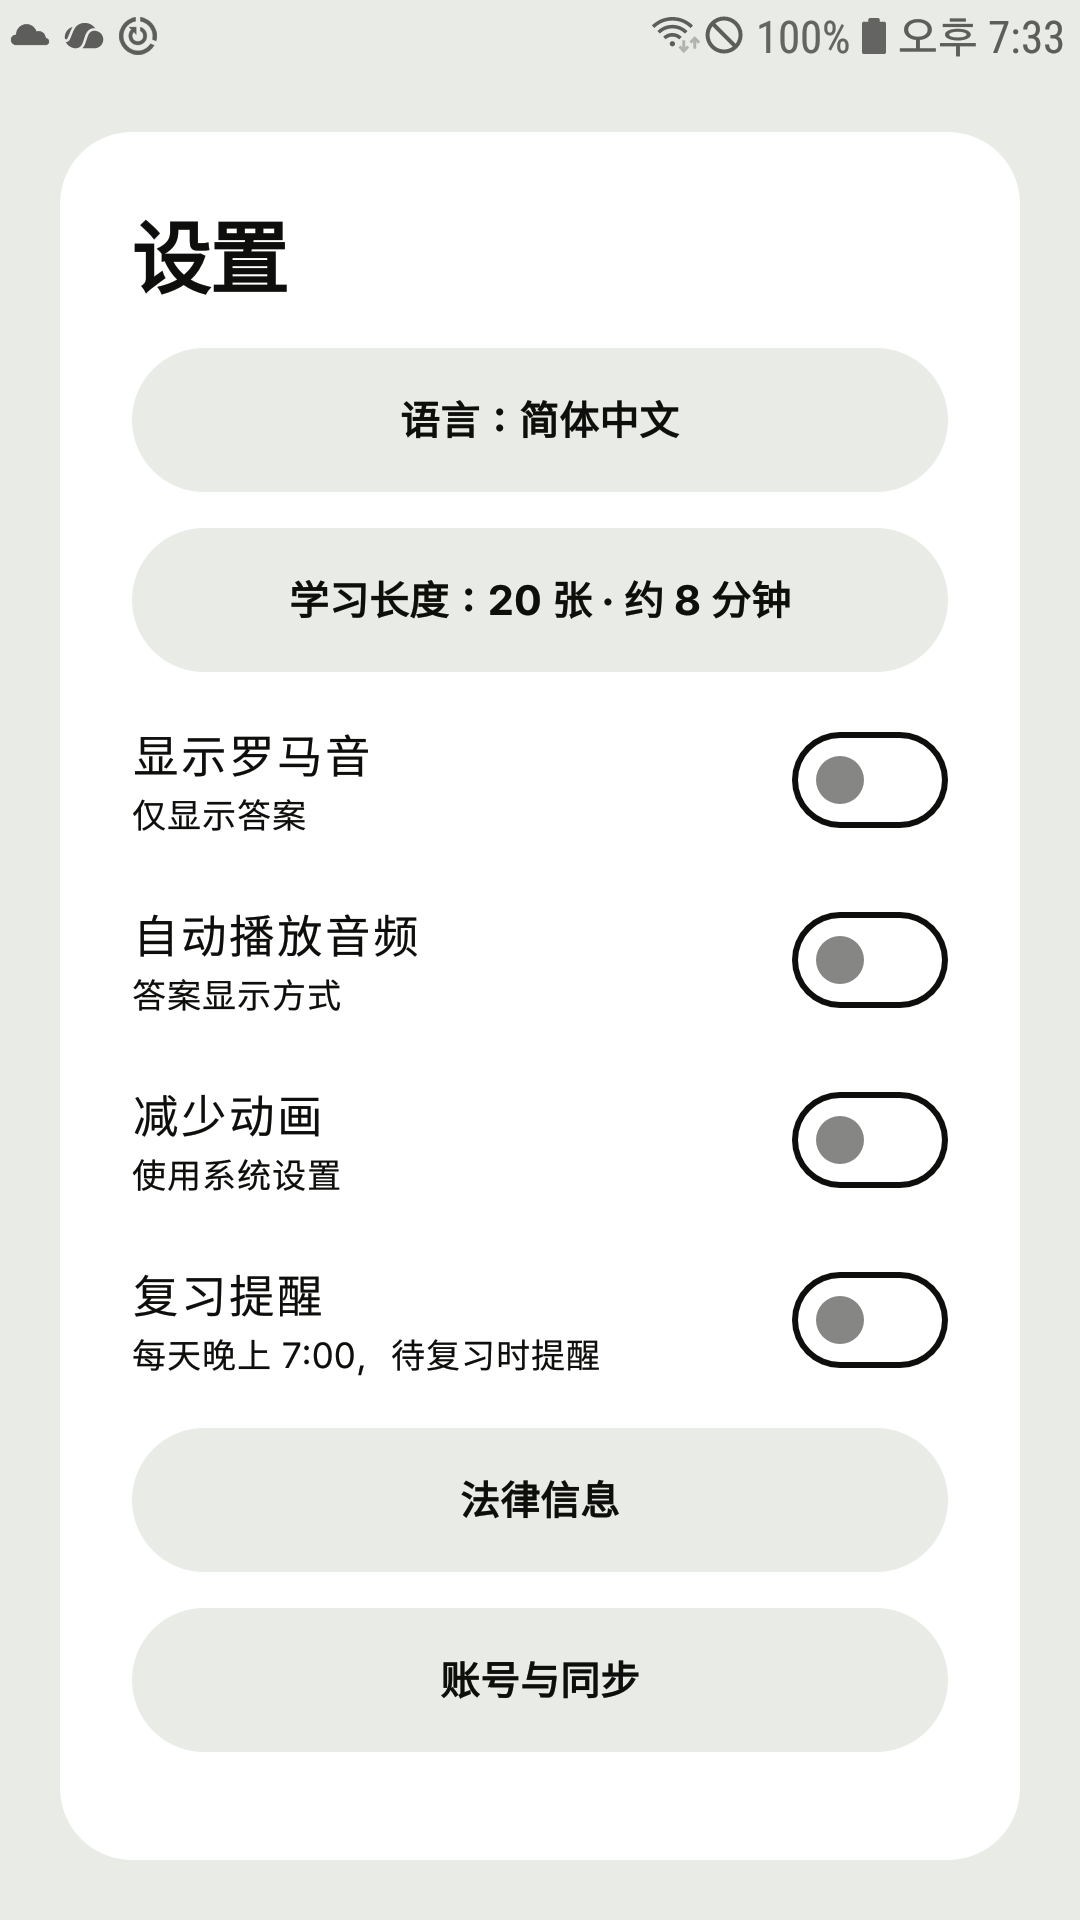 100% 오후 7:33
设置
语言：简体中文
学习长度：20 张 · 约 8 分钟
显示罗马音
仅显示答案
自动播放音频
答案显示方式
减少动画
使用系统设置
复习提醒
每天晚上 7:00，待复习时提醒
法律信息
账号与同步